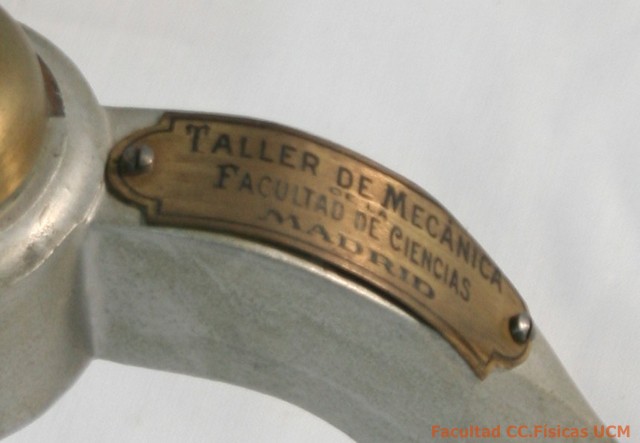 TALLER DE MECÁNICA
DE LA
FACULTAD DE CIENCIAS
MADRID
Facultad CC.Físicas UCM